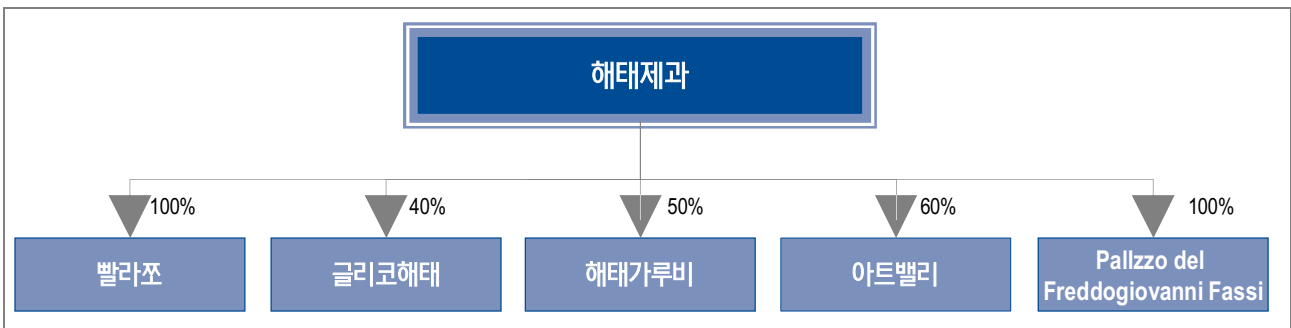 해태제과
100%
40%
50%
60%
100%
빨라쪼
글리코해태
해태가루비
아트밸리
Pallzzo del
Freddogiovanni Fassi